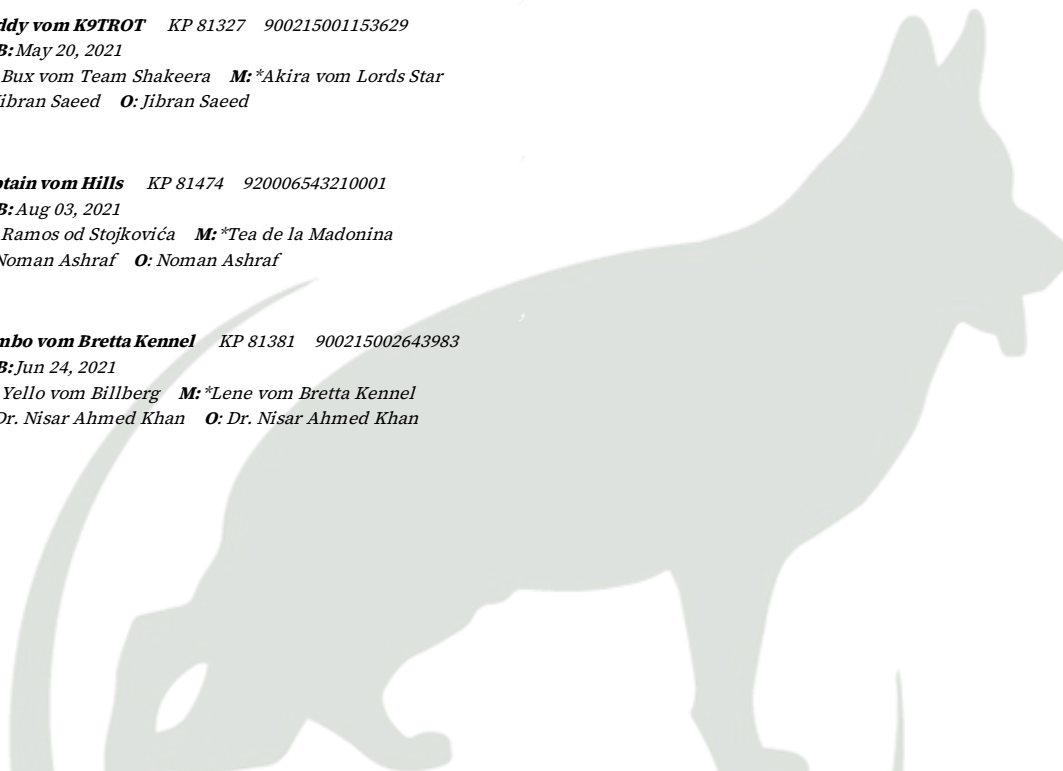 ddy vom K9TROT KP 81327 900215001153629
B: May 20, 2021
Bux vom Team Shakeera M: *Akira vom Lords Star
Jibran Saeed O: Jibran Saeed
ptain vom Hills KP 81474 920006543210001
B: Aug 03, 2021
Ramos od Stojkovića M: *Tea de la Madonina
Noman Ashraf O: Noman Ashraf
mbo vom Bretta Kennel KP 81381 900215002643983
B: Jun 24, 2021
Yello vom Billberg M: *Lene vom Bretta Kennel
Dr. Nisar Ahmed Khan O: Dr. Nisar Ahmed Khan